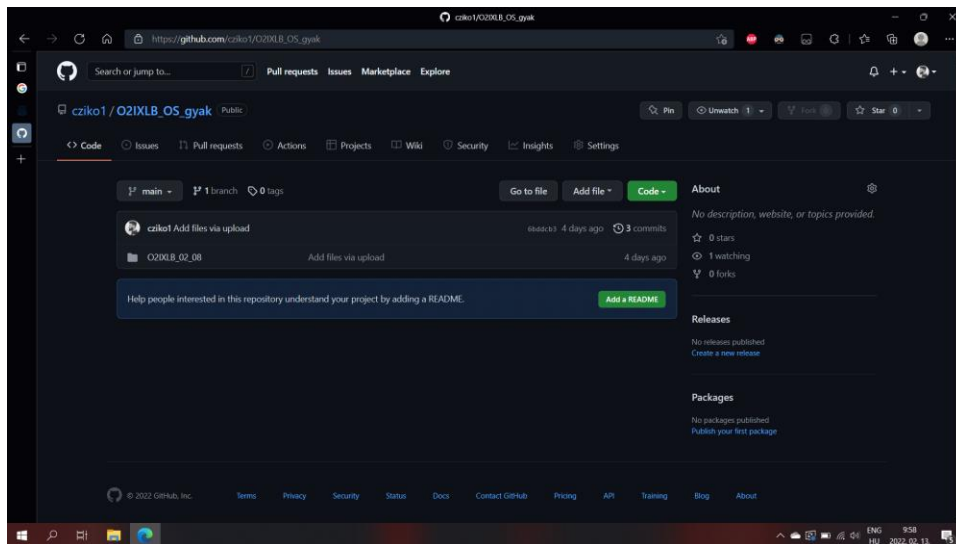 cziko1/O2IXLB_OS_gyak
https://github.com/cziko1/O2IXLB_OS_gyak
Search or jump to... /
Pull requests Issues Marketplace Explore
cziko1 / O2IXLB_OS_gyak Public
Pin Unwatch 1 Fork 0 Star 0
Code Issues Pull requests Actions Projects Wiki Security Insights Settings
main 1 branch 0 tags Go to file Add file Code
cziko1 Add files via upload 4 days ago 3 commits
O2IXLB_02_08 Add files via upload 4 days ago
Help people interested in this repository understand your project by adding a README. Add a README
About
No description, website, or topics provided.
0 stars
1 watching
0 forks
Releases
No releases published
Create a new release
Packages
No packages published
Publish your first package
© 2022 GitHub, Inc. Terms Privacy Security Status Docs Contact GitHub Pricing API Training Blog About
ENG 9:58
HU 2022. 02. 13.